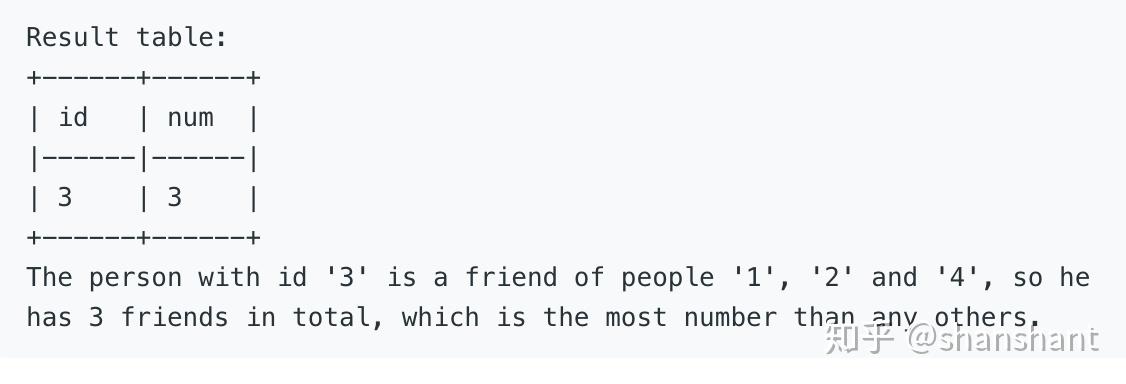 Result table:
+------+------+
| id   | num  |
|------|------|
| 3    | 3    |
+------+------+
The person with id '3' is a friend of people '1', '2' and '4', so he
has 3 friends in total, which is the most number than any others.
知乎 @shanshant